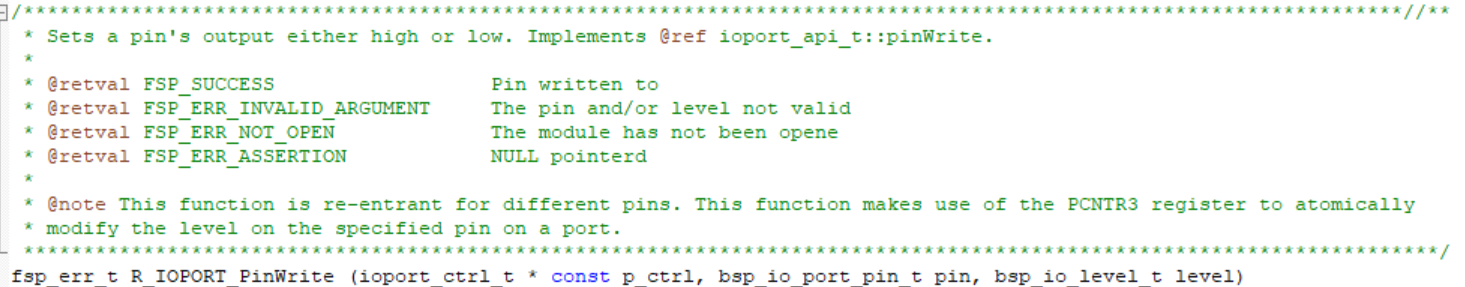 /***********************************************************************************************************************//**
 * Sets a pin's output either high or low. Implements @ref ioport_api_t::pinWrite.
 *
 * @retval FSP_SUCCESS                  Pin written to
 * @retval FSP_ERR_INVALID_ARGUMENT     The pin and/or level not valid
 * @retval FSP_ERR_NOT_OPEN             The module has not been opene
 * @retval FSP_ERR_ASSERTION            NULL pointerd
 *
 * @note This function is re-entrant for different pins. This function makes use of the PCNTR3 register to atomically
 * modify the level on the specified pin on a port.
 **********************************************************************************************************************/
fsp_err_t R_IOPORT_PinWrite (ioport_ctrl_t * const p_ctrl, bsp_io_port_pin_t pin, bsp_io_level_t level)